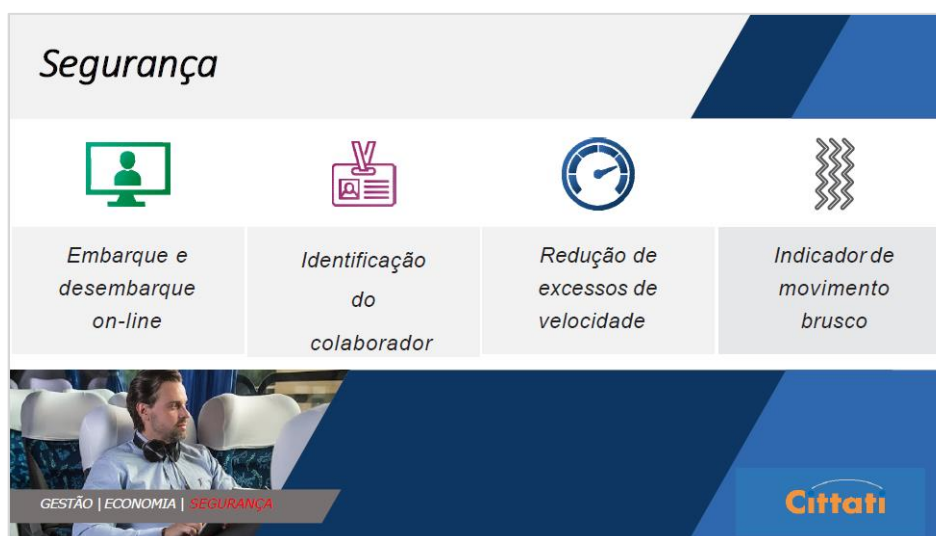 Segurança
Embarque e
desembarque
on-line
Identificação
do
colaborador
Redução de
excessos de
velocidade
Indicador de
movimento
brusco
GESTÃO | ECONOMIA | SEGURANÇA
Cittati